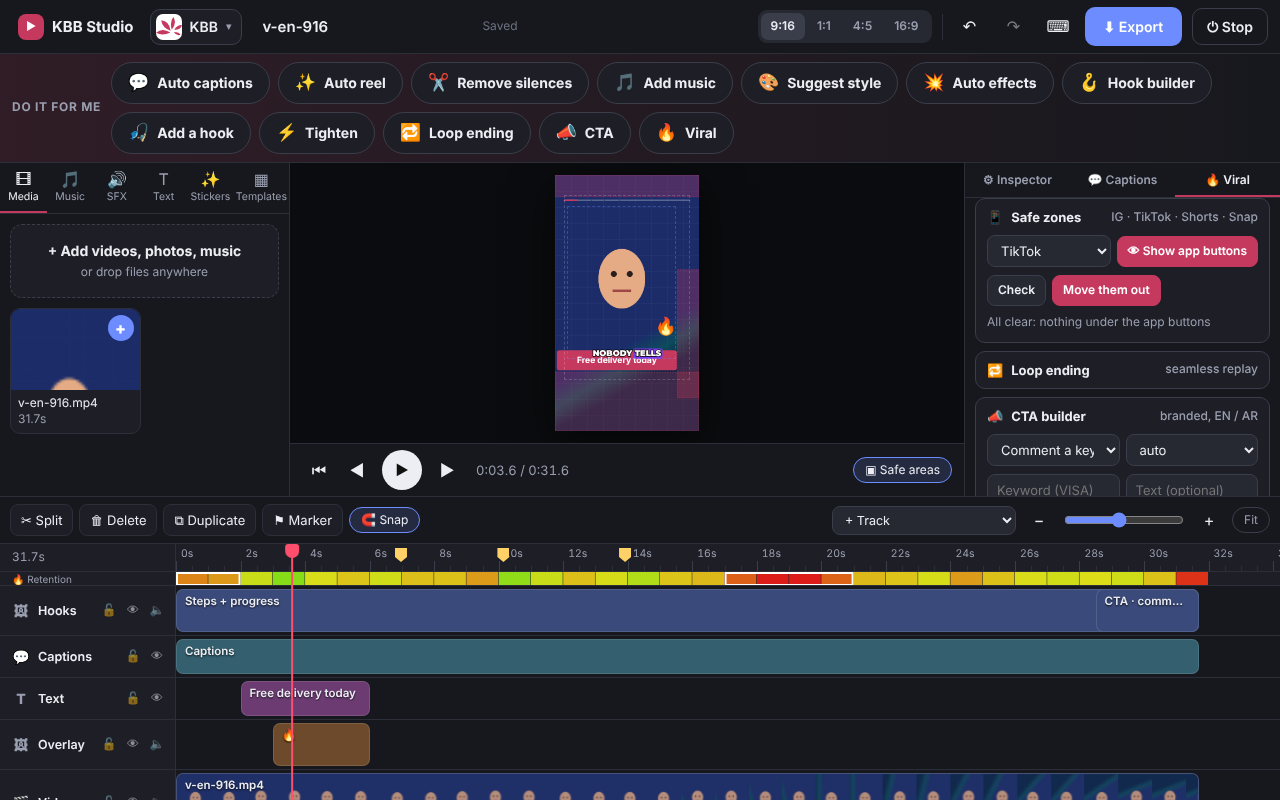 KBB Studio
KBB
v-en-916
Saved
9:16 1:1 4:5 16:9
Export
Stop
DO IT FOR ME
Auto captions
Auto reel
Remove silences
Add music
Suggest style
Auto effects
Hook builder
Add a hook
Tighten
Loop ending
CTA
Viral
Media Music SFX Text Stickers Templates
+ Add videos, photos, music
or drop files anywhere
v-en-916.mp4
31.7s
NOBODY TELLS
Free delivery today
0:03.6 / 0:31.6
Safe areas
Inspector Captions Viral
Safe zones IG · TikTok · Shorts · Snap
TikTok Show app buttons
Check Move them out
All clear: nothing under the app buttons
Loop ending seamless replay
CTA builder branded, EN / AR
Comment a key auto
Keyword (VISA) Text (optional)
Split Delete Duplicate Marker Snap
+ Track
− + Fit
31.7s
0s 2s 4s 6s 8s 0s 12s 14s 16s 18s 20s 22s 24s 26s 28s 30s 32s
Retention
Hooks
Steps + progress
CTA · comm...
Captions
Captions
Text
Free delivery today
Overlay
v-en-916.mp4